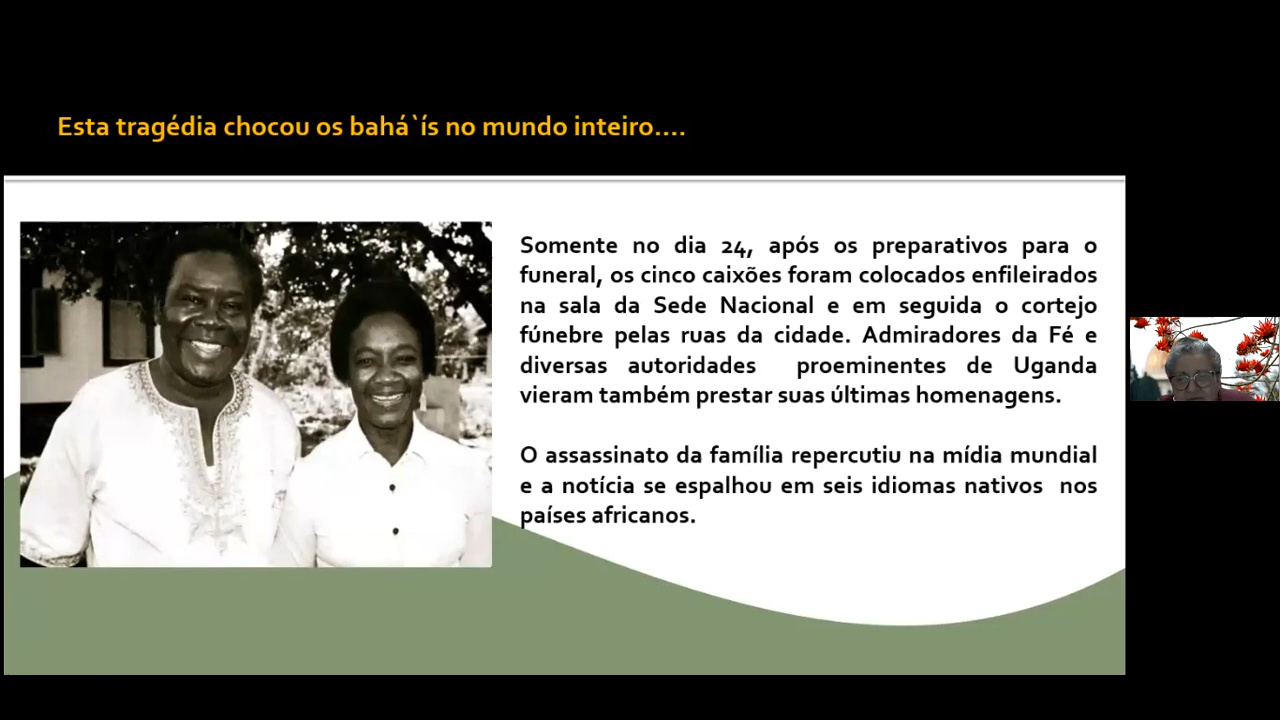 Esta tragédia chocou os bahá`ís no mundo inteiro....
Somente no dia 24, após os preparativos para o
funeral, os cinco caixões foram colocados enfileirados
na sala da Sede Nacional e em seguida o cortejo
fúnebre pelas ruas da cidade. Admiradores da Fé e
diversas autoridades proeminentes de Uganda
vieram também prestar suas últimas homenagens.
O assassinato da família repercutiu na mídia mundial
e a notícia se espalhou em seis idiomas nativos nos
países africanos.